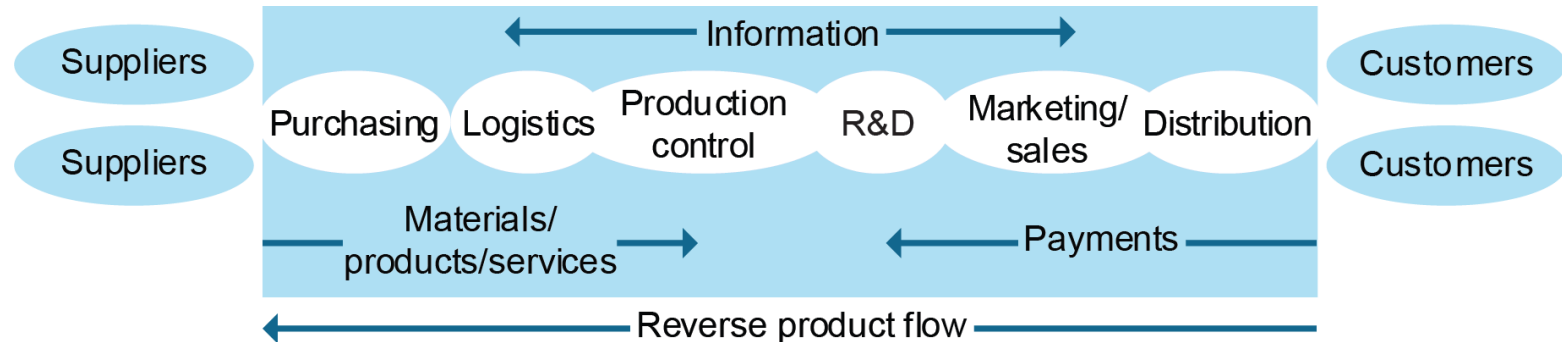 Information
Suppliers
Suppliers
Purchasing
Logistics
Production
control
R&D
Marketing/
sales
Distribution
Customers
Customers
Materials/
products/services
Payments
Reverse product flow